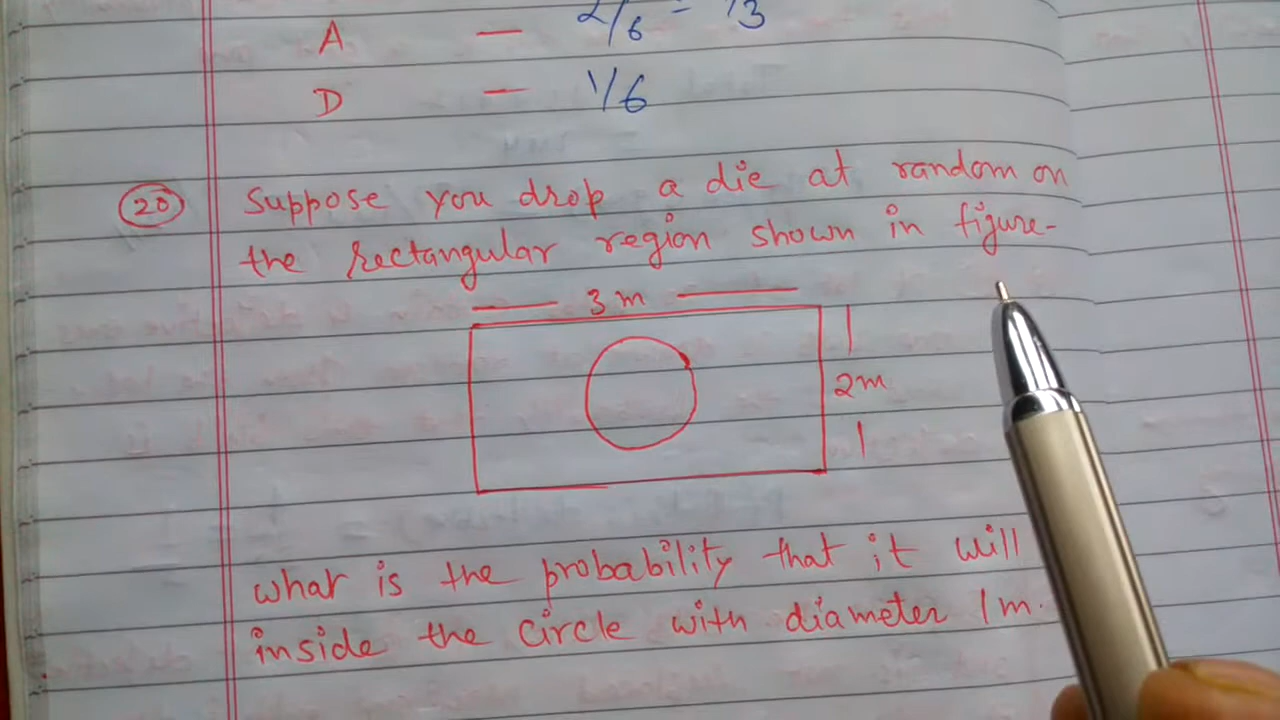 A — 2/6 = 1/3
D — 1/6
20 Suppose you drop a die at random on
the rectangular region shown in figure-
3m
2m
what is the probability that it will
inside the circle with diameter 1m.